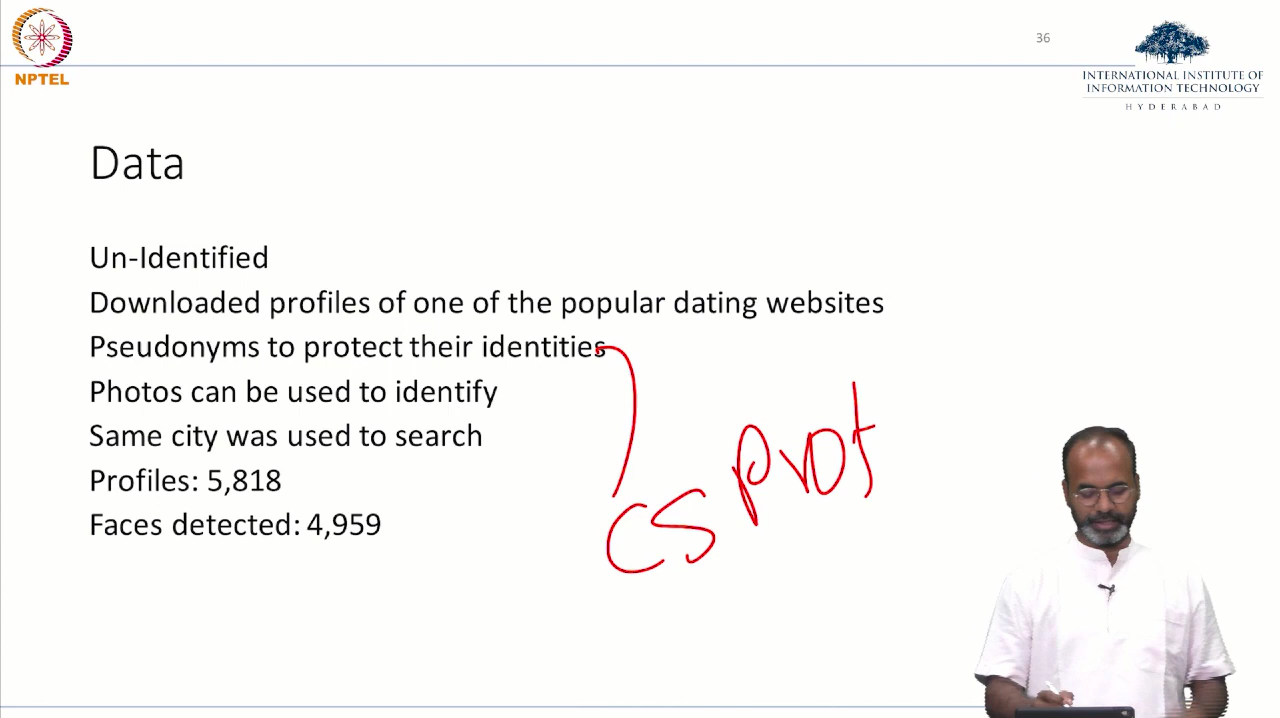 36
NPTEL
INTERNATIONAL INSTITUTE OF
INFORMATION TECHNOLOGY
HYDERABAD
Data
Un-Identified
Downloaded profiles of one of the popular dating websites
Pseudonyms to protect their identities
Photos can be used to identify
Same city was used to search
Profiles: 5,818
Faces detected: 4,959
CS Prof